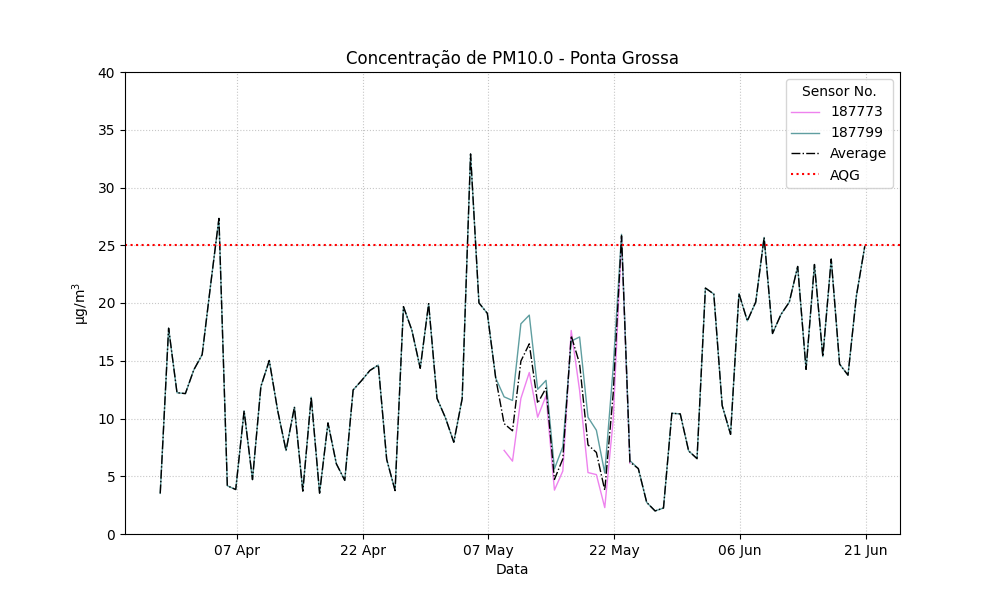 Concentração de PM10.0 - Ponta Grossa
40
35
30
25
20
15
10
5
0
µg/m³
Sensor No.
187773
187799
Average
AQG
07 Apr
22 Apr
07 May
22 May
06 Jun
21 Jun
Data